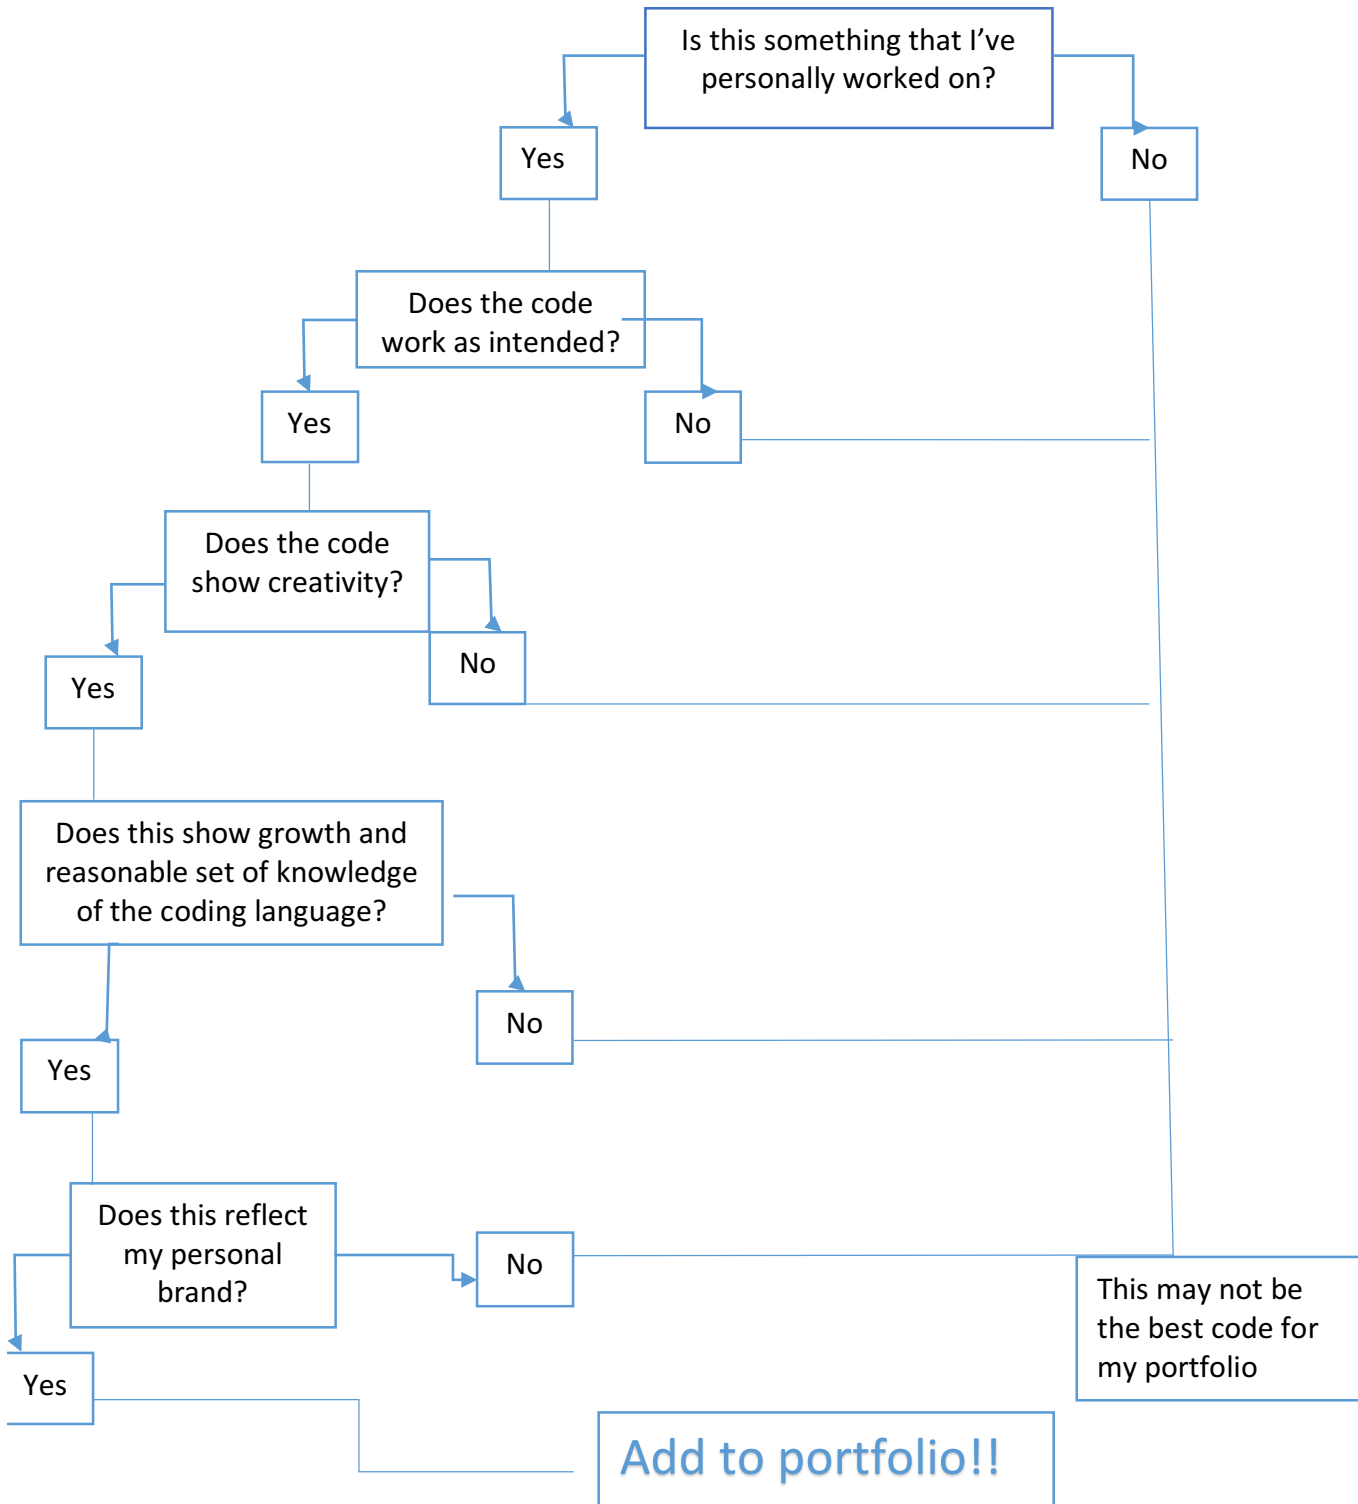 Is this something that I’ve
personally worked on?
Yes
No
Does the code
work as intended?
Yes
No
Does the code
show creativity?
Yes
No
Does this show growth and
reasonable set of knowledge
of the coding language?
Yes
No
Does this reflect
my personal
brand?
No
Yes
This may not be
the best code for
my portfolio
Add to portfolio!!